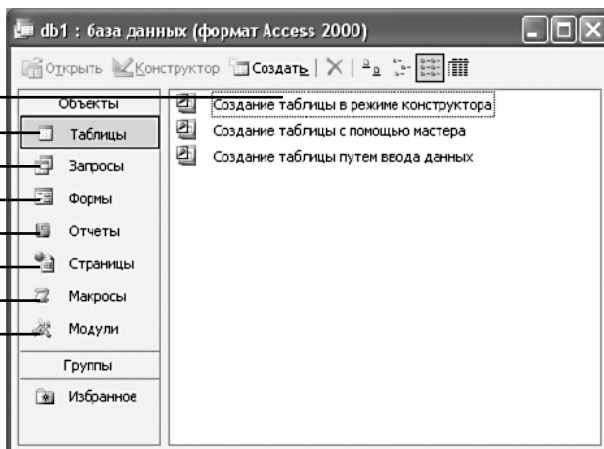 db1 : база данных (формат Access 2000)
Открыть Конструктор Создать
Объекты
Таблицы
Запросы
Формы
Отчеты
Страницы
Макросы
Модули
Группы
Избранное
Создание таблицы в режиме конструктора
Создание таблицы с помощью мастера
Создание таблицы путем ввода данных